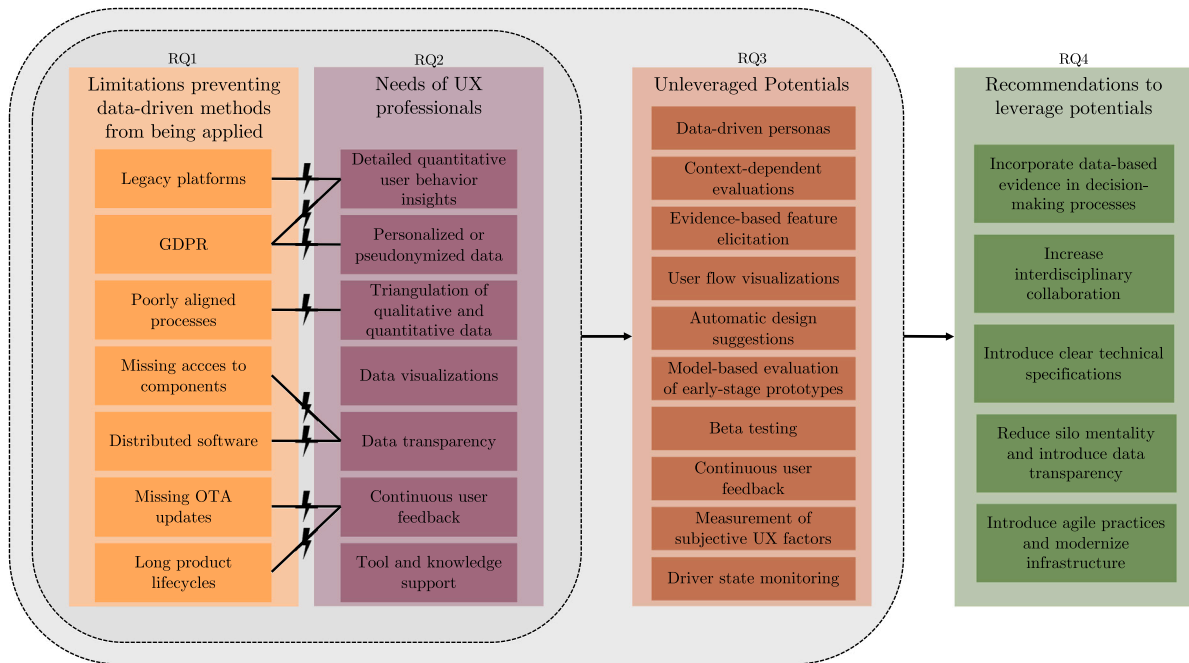 RQ1
Limitations preventing
data-driven methods
from being applied
Legacy platforms
GDPR
Poorly aligned
processes
Missing accces to
components
Distributed software
Missing OTA
updates
Long product
lifecycles
RQ2
Needs of UX
professionals
Detailed quantitative
user behavior
insights
Personalized or
pseudonymized data
Triangulation of
qualitative and
quantitative data
Data visualizations
Data transparency
Continuous user
feedback
Tool and knowledge
support
RQ3
Unleveraged Potentials
Data-driven personas
Context-dependent
evaluations
Evidence-based feature
elicitation
User flow visualizations
Automatic design
suggestions
Model-based evaluation
of early-stage prototypes
Beta testing
Continuous user
feedback
Measurement of
subjective UX factors
Driver state monitoring
RQ4
Recommendations to
leverage potentials
Incorporate data-based
evidence in decision-
making processes
Increase
interdisciplinary
collaboration
Introduce clear technical
specifications
Reduce silo mentality
and introduce data
transparency
Introduce agile practices
and modernize
infrastructure